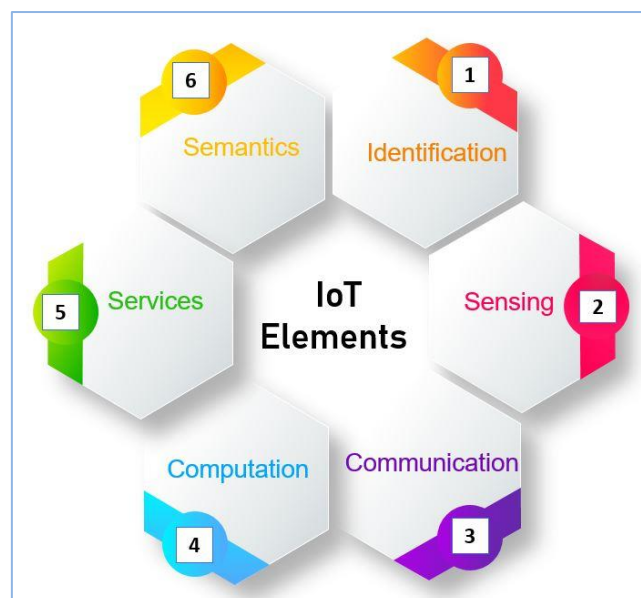 IoT
Elements
1
Identification
2
Sensing
3
Communication
4
Computation
5
Services
6
Semantics